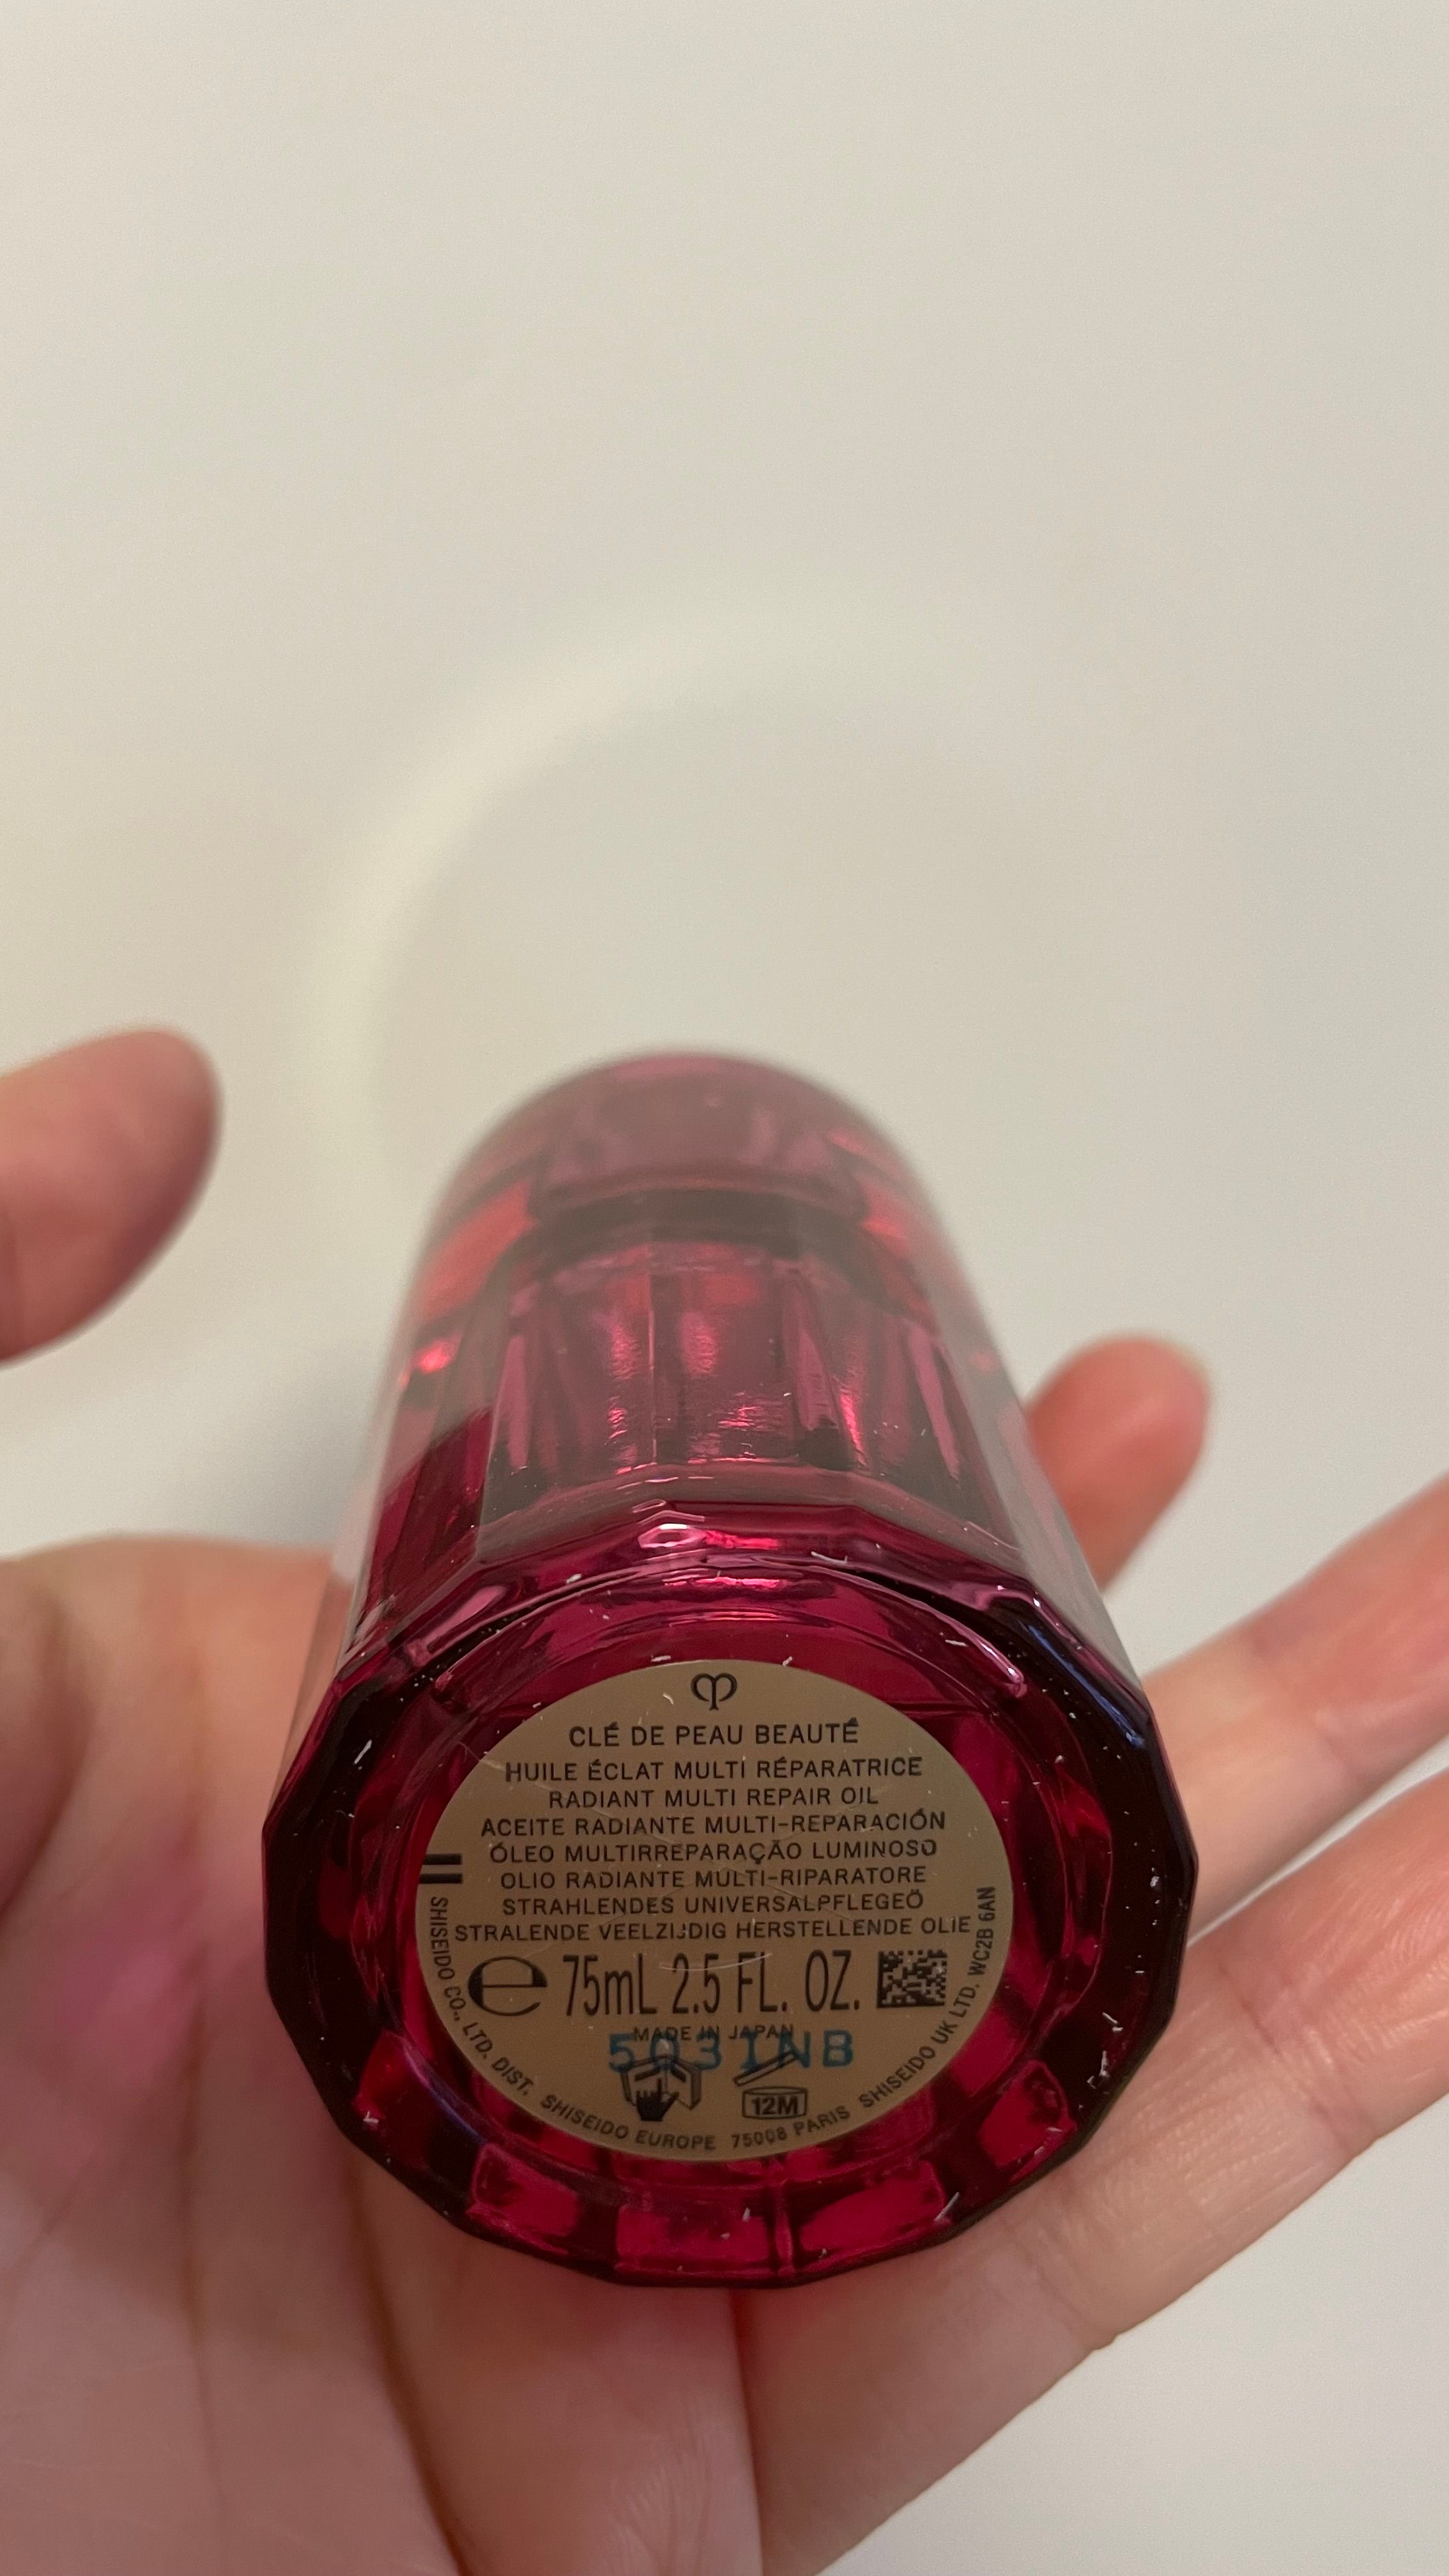 CLÉ DE PEAU BEAUTÉ
HUILE ÉCLAT MULTI RÉPARATRICE
RADIANT MULTI REPAIR OIL
ACEITE RADIANTE MULTI-REPARACIÓN
ÓLEO MULTIRREPARAÇÃO LUMINOSO
OLIO RADIANTE MULTI-RIPARATORE
STRAHLENDES UNIVERSALPFLEGEÖ
STRALENDE VEELZIJDIG HERSTELLENDE OLIE
e 75mL 2.5 FL. OZ.
MADE IN JAPAN
5031NB
12M
SHISEIDO CO., LTD. DIST. SHISEIDO EUROPE 75008 PARIS SHISEIDO UK LTD. WC2B 6AN